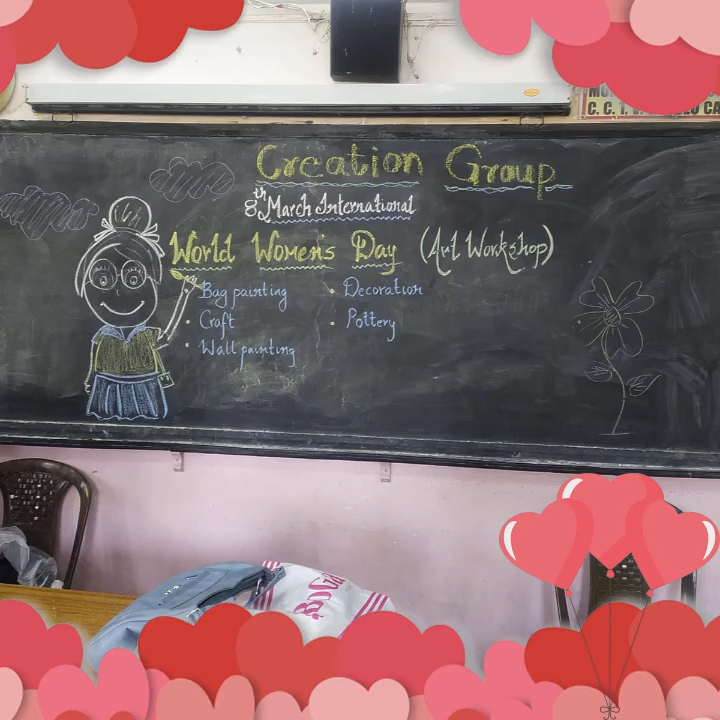 Creation Group
8th March International
World Women's Day (Art Workshop)
• Bag painting
• Craft
• Wall painting
• Decoration
• Pottery
C. C. T. V.